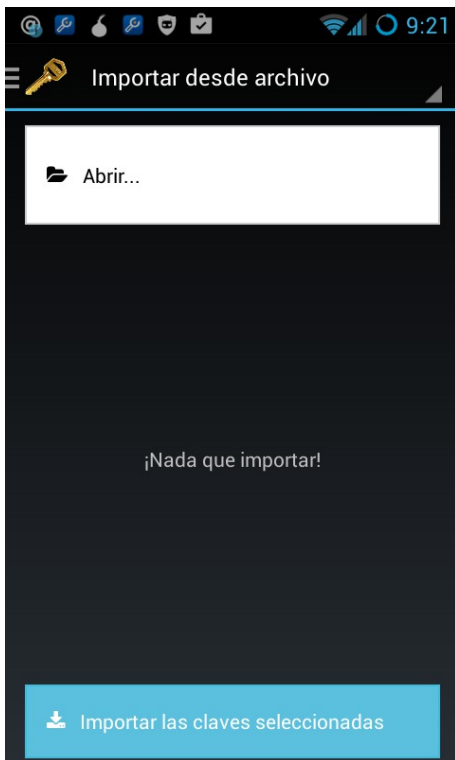 9:21
Importar desde archivo
Abrir...
¡Nada que importar!
Importar las claves seleccionadas